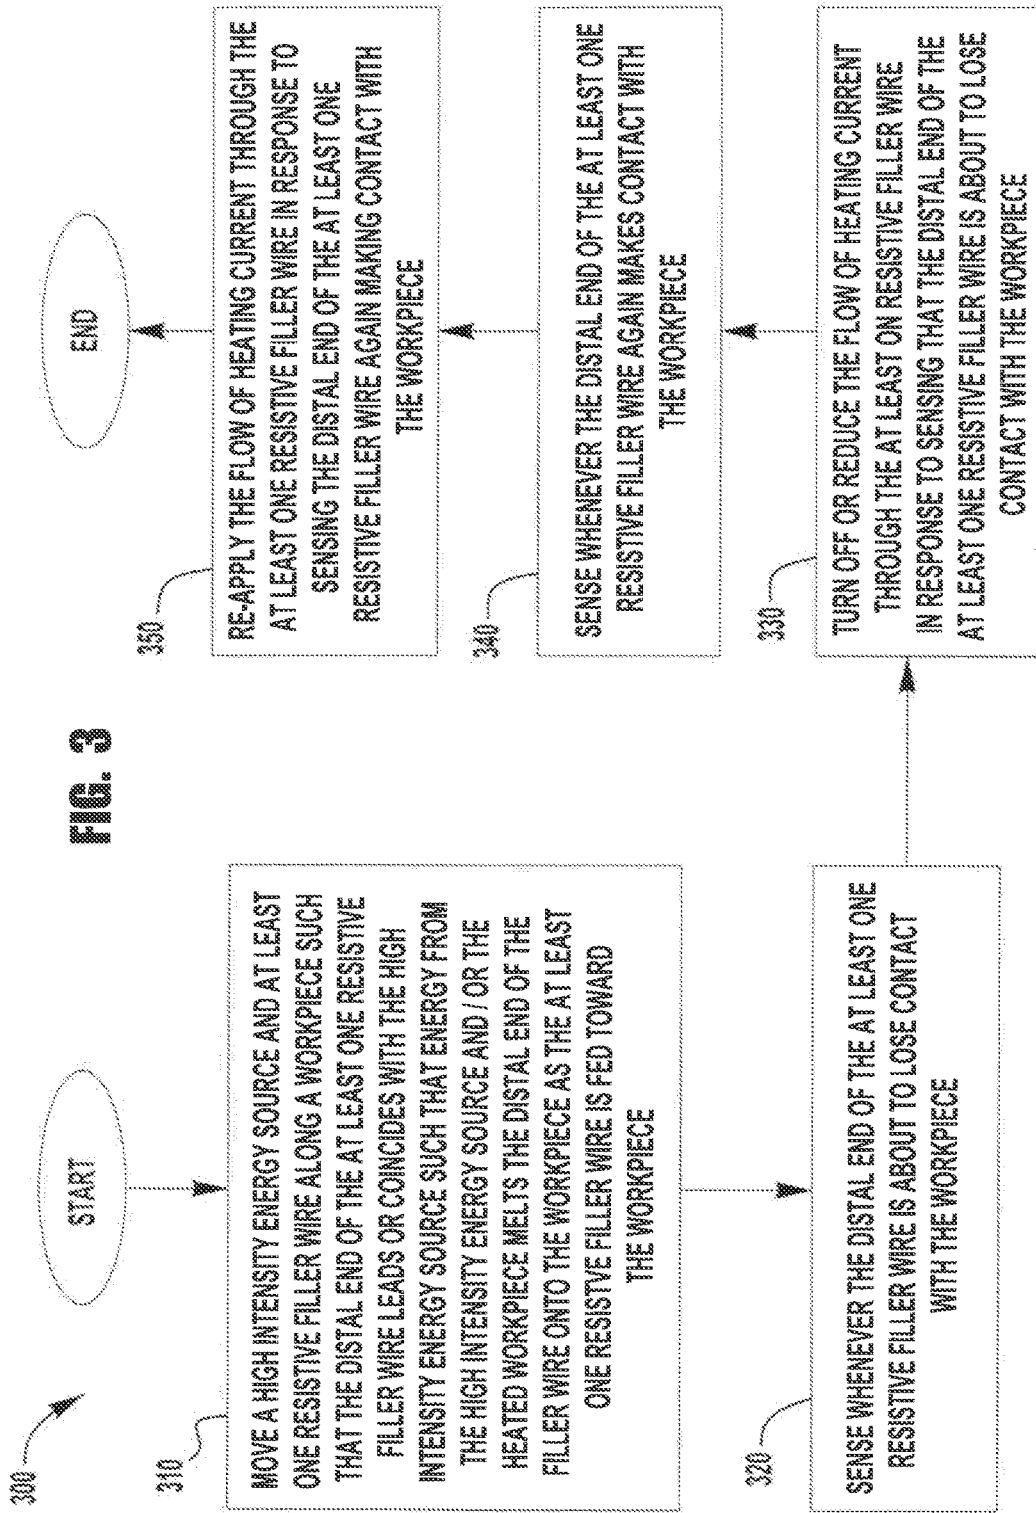 FIG. 3
300
START
310
MOVE A HIGH INTENSITY ENERGY SOURCE AND AT LEAST
ONE RESISTIVE FILLER WIRE ALONG A WORKPIECE SUCH
THAT THE DISTAL END OF THE AT LEAST ONE RESISTIVE
FILLER WIRE LEADS OR COINCIDES WITH THE HIGH
INTENSITY ENERGY SOURCE SUCH THAT ENERGY FROM
THE HIGH INTENSITY ENERGY SOURCE AND / OR THE
HEATED WORKPIECE MELTS THE DISTAL END OF THE
FILLER WIRE ONTO THE WORKPIECE AS THE AT LEAST
ONE RESISTVE FILLER WIRE IS FED TOWARD
THE WORKPIECE
320
SENSE WHENEVER THE DISTAL END OF THE AT LEAST ONE
RESISTIVE FILLER WIRE IS ABOUT TO LOSE CONTACT
WITH THE WORKPIECE
330
TURN OFF OR REDUCE THE FLOW OF HEATING CURRENT
THROUGH THE AT LEAST ON RESISTIVE FILLER WIRE
IN RESPONSE TO SENSING THAT THE DISTAL END OF THE
AT LEAST ONE RESISTIVE FILLER WIRE IS ABOUT TO LOSE
CONTACT WITH THE WORKPIECE
340
SENSE WHENEVER THE DISTAL END OF THE AT LEAST ONE
RESISTIVE FILLER WIRE AGAIN MAKES CONTACT WITH
THE WORKPIECE
350
RE-APPLY THE FLOW OF HEATING CURRENT THROUGH THE
AT LEAST ONE RESISTIVE FILLER WIRE IN RESPONSE TO
SENSING THE DISTAL END OF THE AT LEAST ONE
RESISTIVE FILLER WIRE AGAIN MAKING CONTACT WITH
THE WORKPIECE
END